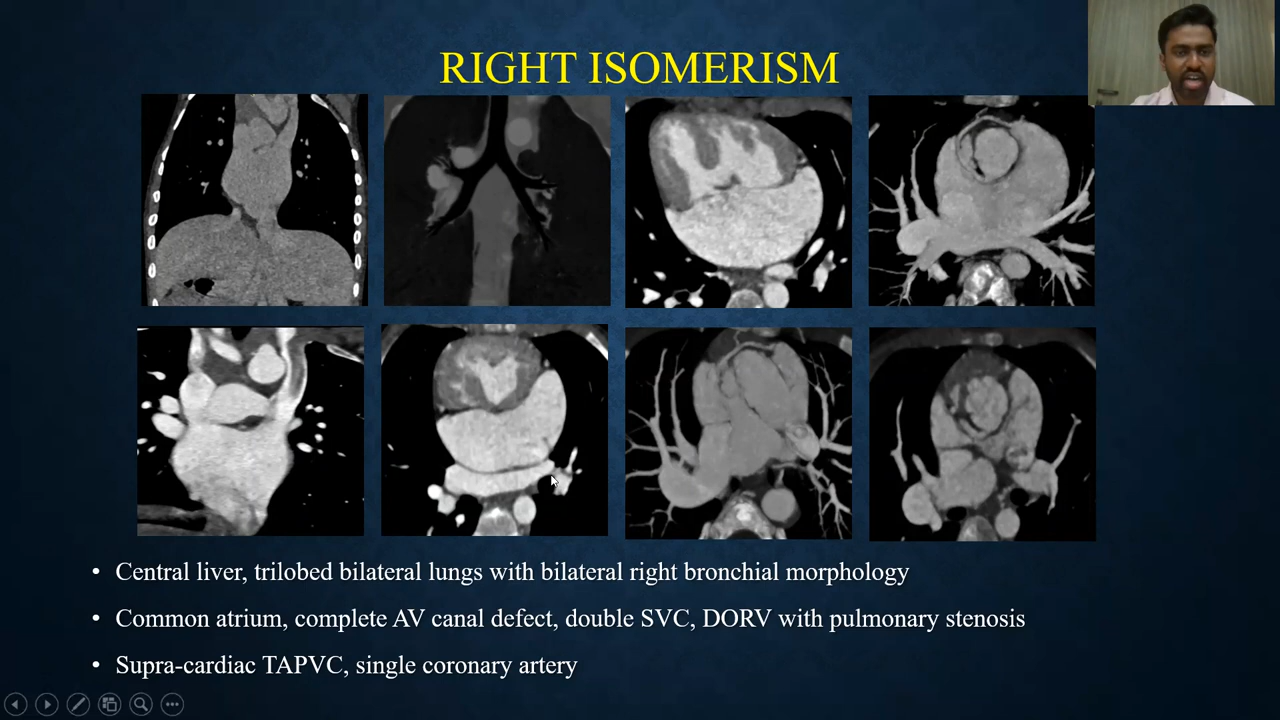 RIGHT ISOMERISM
• Central liver, trilobed bilateral lungs with bilateral right bronchial morphology
• Common atrium, complete AV canal defect, double SVC, DORV with pulmonary stenosis
• Supra-cardiac TAPVC, single coronary artery